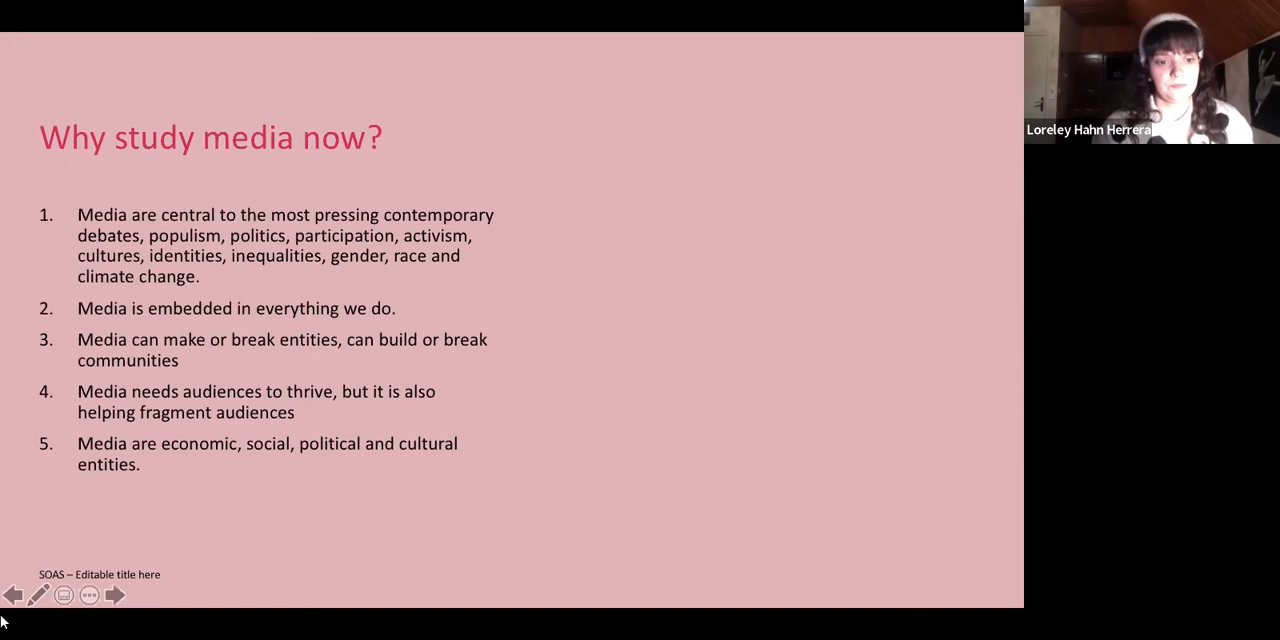 Why study media now?
1. Media are central to the most pressing contemporary
debates, populism, politics, participation, activism,
cultures, identities, inequalities, gender, race and
climate change.
2. Media is embedded in everything we do.
3. Media can make or break entities, can build or break
communities
4. Media needs audiences to thrive, but it is also
helping fragment audiences
5. Media are economic, social, political and cultural
entities.
SOAS – Editable title here
Loreley Hahn Herrera